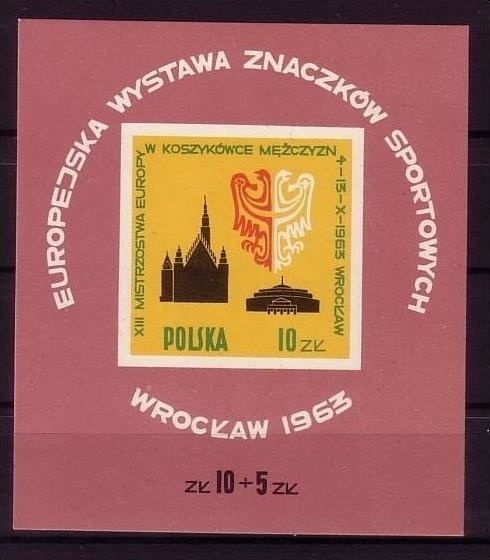 EUROPEJSKA WYSTAWA ZNACZKÓW SPORTOWYCH
XIII MISTRZOSTWA EUROPY
W KOSZYKÓWCE MĘŻCZYZN
4-13-X-1963 WROCŁAW
POLSKA 10 ZŁ
WROCŁAW 1963
ZŁ 10+5 ZŁ